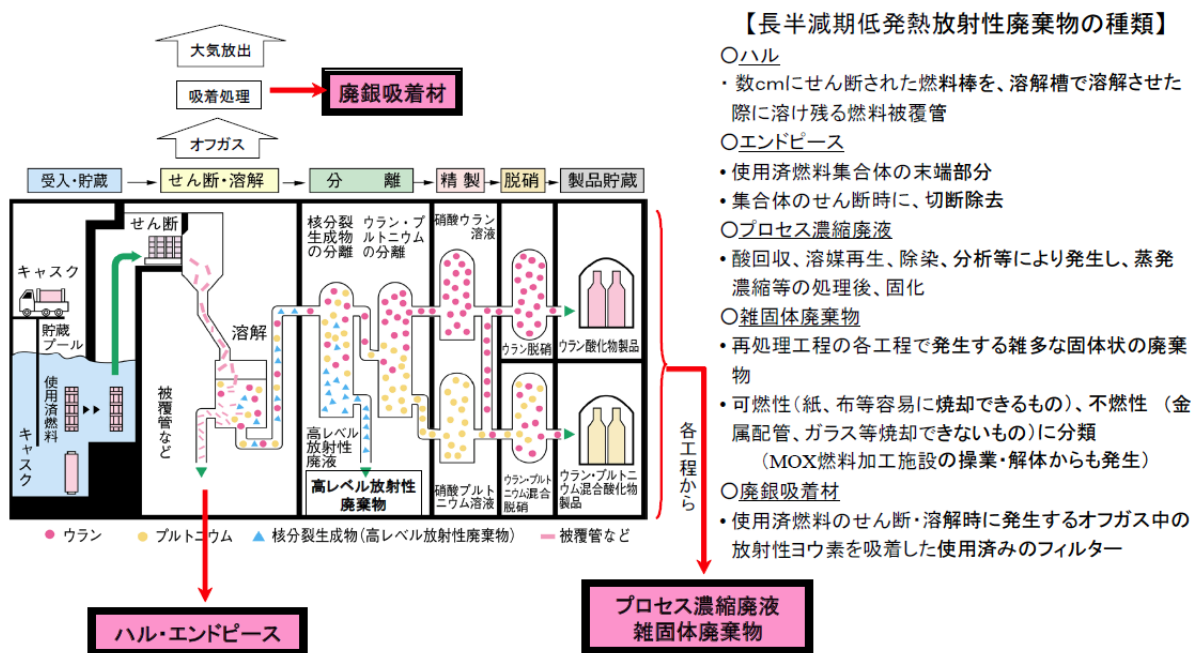 大気放出
吸着処理
廃銀吸着材
オフガス
受入・貯蔵
せん断・溶解
分 離
精 製
脱硝
製品貯蔵
せん断
キャスク
貯蔵
プール
使用済燃料
キャスク
被覆管など
溶解
核分裂
生成物
の分離
ウラン・プ
ルトニウム
の分離
高レベル
放射性
廃液
高レベル放射性
廃棄物
硝酸ウラン
溶液
硝酸プルト
ニウム溶液
ウラン脱硝
ウラン・プルト
ニウム混合
脱硝
ウラン酸化物製品
ウラン・プルトニ
ウム混合酸化物
製品
各工程から
ウラン
プルトニウム
核分裂生成物(高レベル放射性廃棄物)
被覆管など
ハル・エンドピース
プロセス濃縮廃液
雑固体廃棄物
【長半減期低発熱放射性廃棄物の種類】
○ハル
・数cmにせん断された燃料棒を、溶解槽で溶解させた
際に溶け残る燃料被覆管
○エンドピース
・使用済燃料集合体の末端部分
・集合体のせん断時に、切断除去
○プロセス濃縮廃液
・酸回収、溶媒再生、除染、分析等により発生し、蒸発
濃縮等の処理後、固化
○雑固体廃棄物
・再処理工程の各工程で発生する雑多な固体状の廃棄
物
・可燃性(紙、布等容易に焼却できるもの)、不燃性 (金
属配管、ガラス等焼却できないもの)に分類
(MOX燃料加工施設の操業・解体からも発生)
○廃銀吸着材
・使用済燃料のせん断・溶解時に発生するオフガス中の
放射性ヨウ素を吸着した使用済みのフィルター